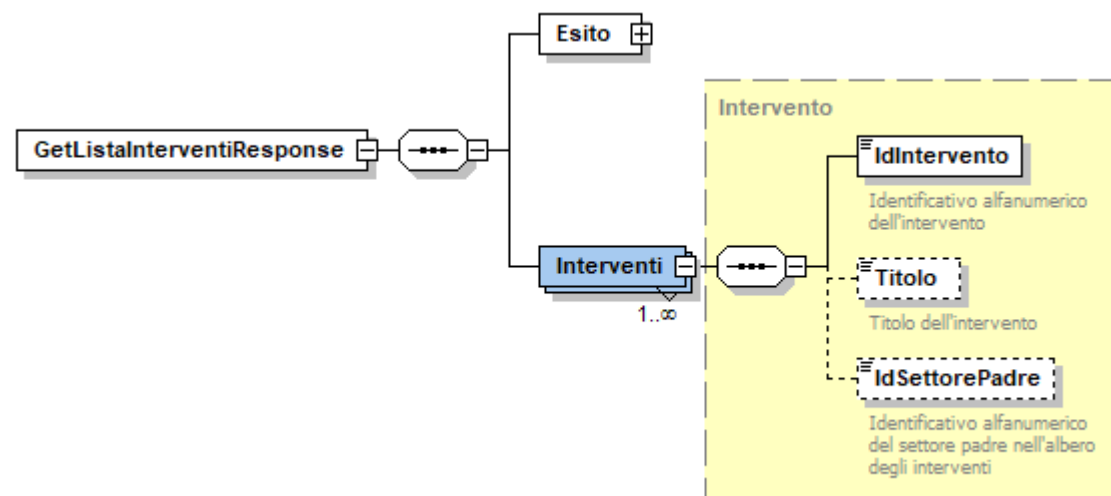 Esito
Intervento
GetListaInterventiResponse
IdIntervento
Identificativo alfanumerico
dell'intervento
Interventi
1..∞
Titolo
Titolo dell'intervento
IdSettorePadre
Identificativo alfanumerico
del settore padre nell'albero
degli interventi